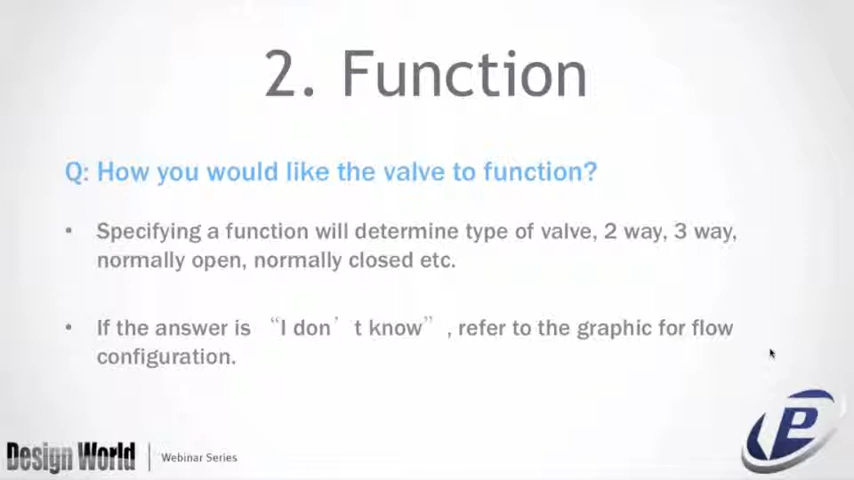 2. Function
Q: How you would like the valve to function?
• Specifying a function will determine type of valve, 2 way, 3 way,
normally open, normally closed etc.
• If the answer is “I don’t know”, refer to the graphic for flow
configuration.
P
Design World | Webinar Series